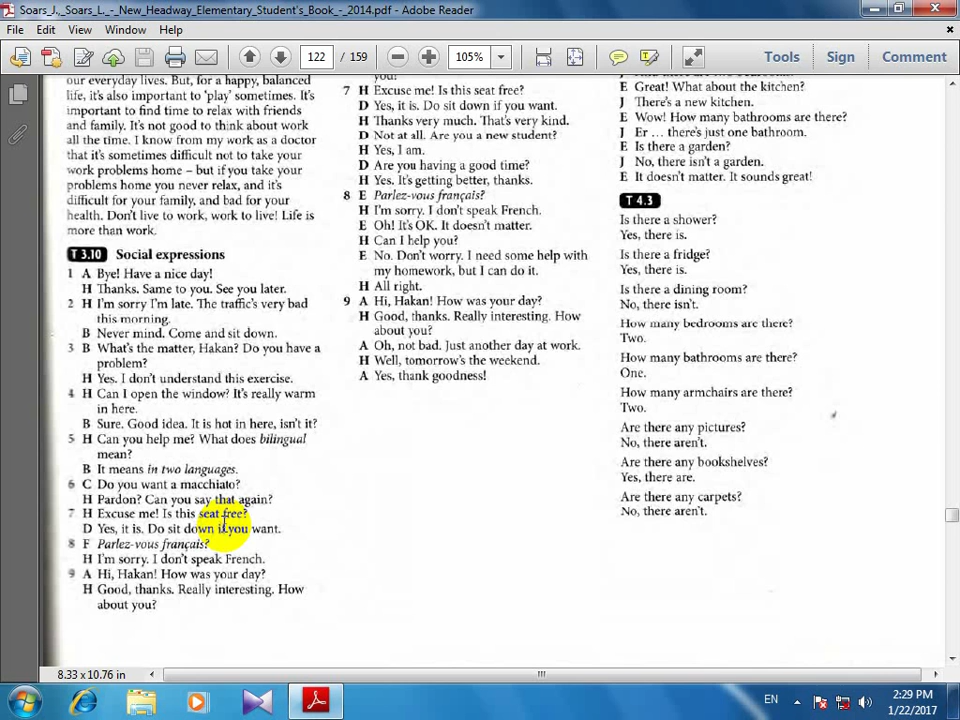 Soars_J.,_Soars_L._-_New_Headway_Elementary_Student's_Book_-_2014.pdf - Adobe Reader
File Edit View Window Help
122 / 159 105% Tools Sign Comment
our everyday lives. But, for a happy, balanced
life, it's also important to 'play' sometimes. It's
important to find time to relax with friends
and family. It's not good to think about work
all the time. I know from my work as a doctor
that it's sometimes difficult not to take your
work problems home – but if you take your
problems home you never relax, and it's
difficult for your family, and bad for your
health. Don't live to work, work to live! Life is
more than work.
T 3.10 Social expressions
1 A Bye! Have a nice day!
H Thanks. Same to you. See you later.
2 H I'm sorry I'm late. The traffic's very bad
this morning.
B Never mind. Come and sit down.
3 B What's the matter, Hakan? Do you have a
problem?
H Yes. I don't understand this exercise.
4 H Can I open the window? It's really warm
in here.
B Sure. Good idea. It is hot in here, isn't it?
5 H Can you help me? What does bilingual
mean?
B It means in two languages.
6 C Do you want a macchiato?
H Pardon? Can you say that again?
7 H Excuse me! Is this seat free?
D Yes, it is. Do sit down if you want.
8 F Parlez-vous français?
H I'm sorry. I don't speak French.
9 A Hi, Hakan! How was your day?
H Good, thanks. Really interesting. How
about you?
you!
7 H Excuse me! Is this seat free?
D Yes, it is. Do sit down if you want.
H Thanks very much. That's very kind.
D Not at all. Are you a new student?
H Yes, I am.
D Are you having a good time?
H Yes. It's getting better, thanks.
8 E Parlez-vous français?
H I'm sorry. I don't speak French.
E Oh! It's OK. It doesn't matter.
H Can I help you?
E No. Don't worry. I need some help with
my homework, but I can do it.
H All right.
9 A Hi, Hakan! How was your day?
H Good, thanks. Really interesting. How
about you?
A Oh, not bad. Just another day at work.
H Well, tomorrow's the weekend.
A Yes, thank goodness!
E Great! What about the kitchen?
J There's a new kitchen.
E Wow! How many bathrooms are there?
J Er … there's just one bathroom.
E Is there a garden?
J No, there isn't a garden.
E It doesn't matter. It sounds great!
T 4.3
Is there a shower?
Yes, there is.
Is there a fridge?
Yes, there is.
Is there a dining room?
No, there isn't.
How many bedrooms are there?
Two.
How many bathrooms are there?
One.
How many armchairs are there?
Two.
Are there any pictures?
No, there aren't.
Are there any bookshelves?
Yes, there are.
Are there any carpets?
No, there aren't.
8.33 x 10.76 in
EN
2:29 PM
1/22/2017